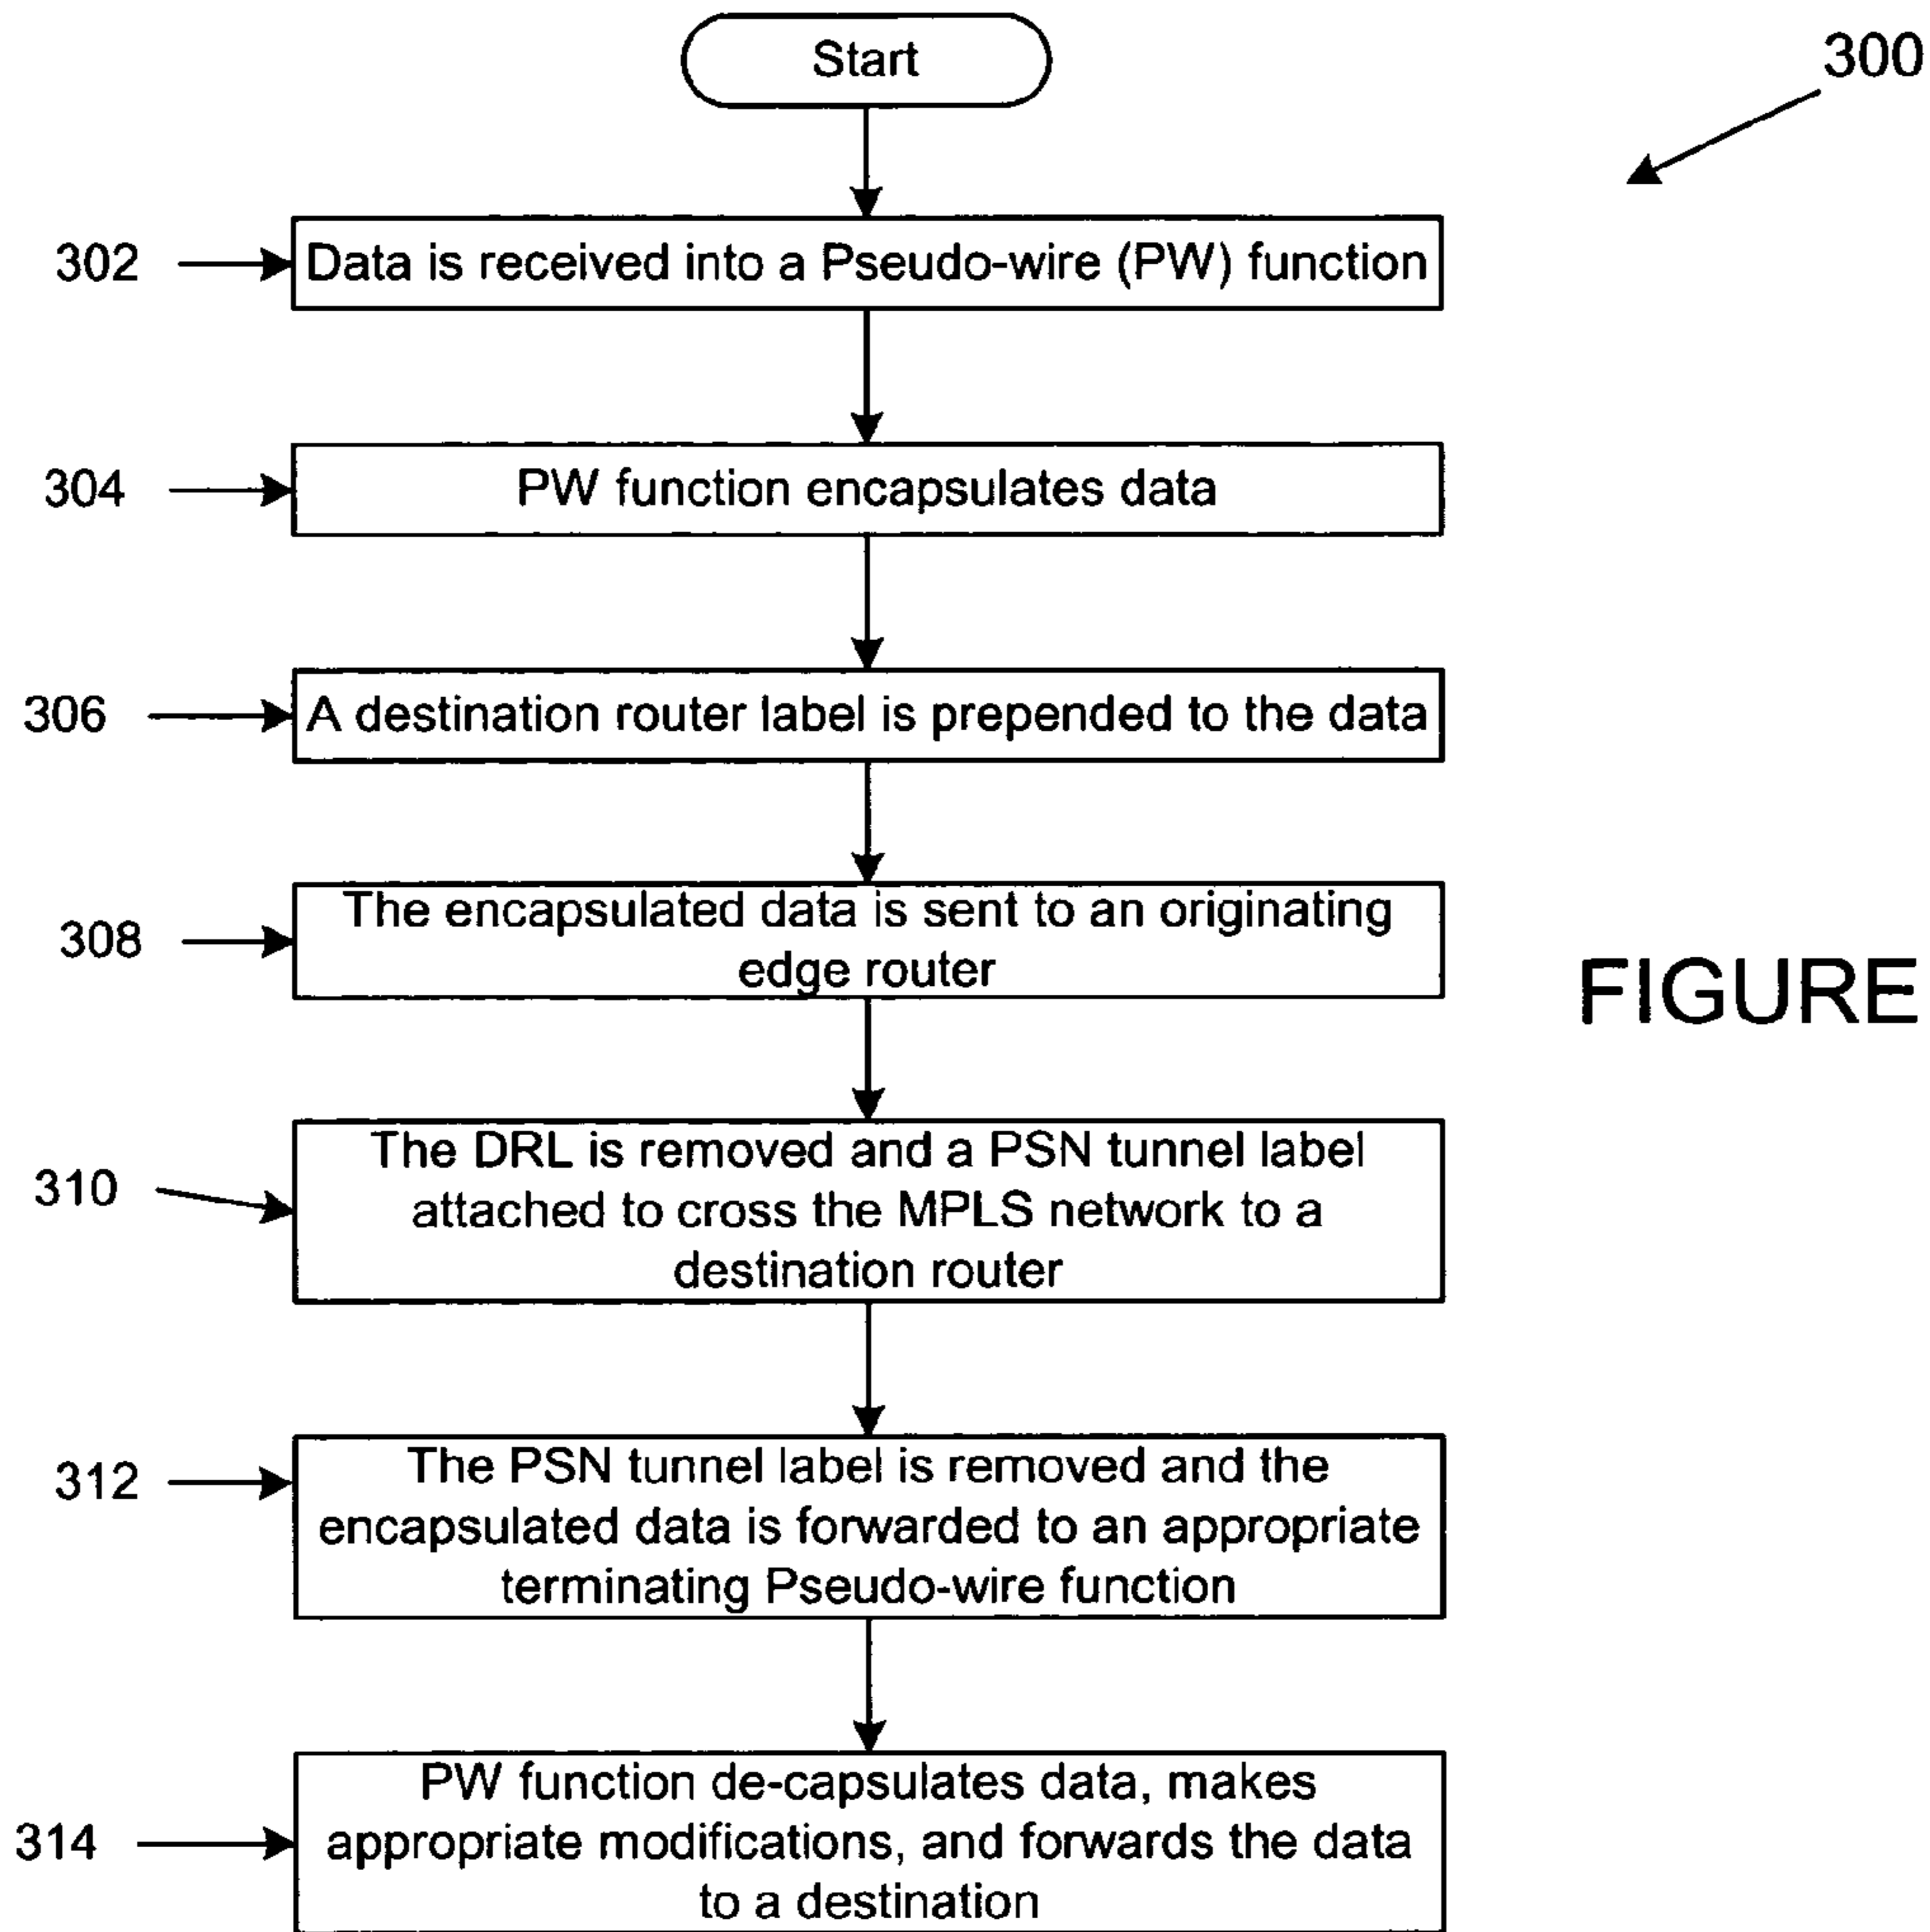 Start
300
302
Data is received into a Pseudo-wire (PW) function
304
PW function encapsulates data
306
A destination router label is prepended to the data
308
The encapsulated data is sent to an originating
edge router
FIGURE
310
The DRL is removed and a PSN tunnel label
attached to cross the MPLS network to a
destination router
312
The PSN tunnel label is removed and the
encapsulated data is forwarded to an appropriate
terminating Pseudo-wire function
314
PW function de-capsulates data, makes
appropriate modifications, and forwards the data
to a destination